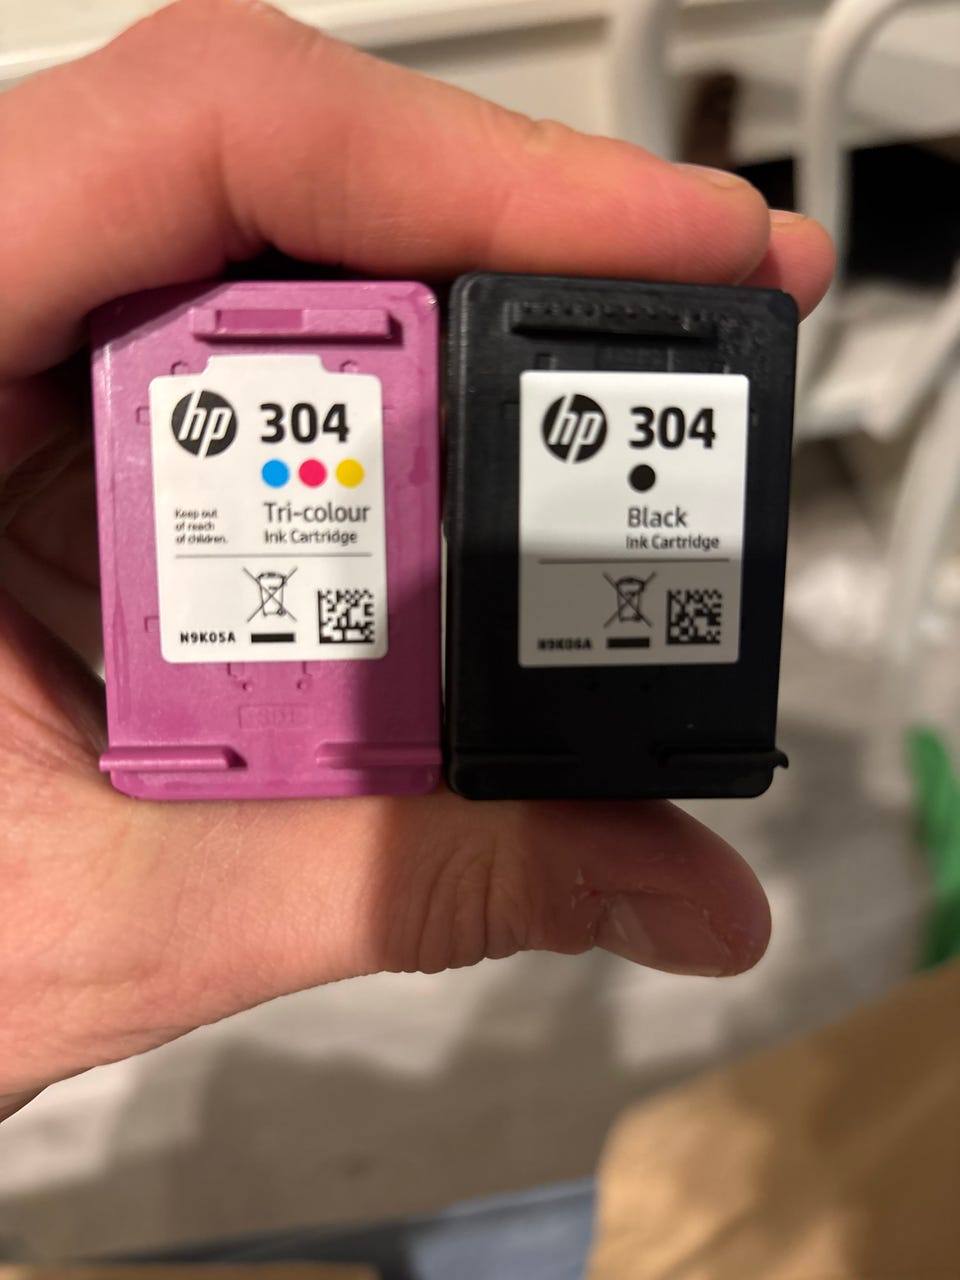 hp 304
Tri-colour
Ink Cartridge
Keep out
of reach
of children.
N9K05A
hp 304
Black
Ink Cartridge
N9K06A